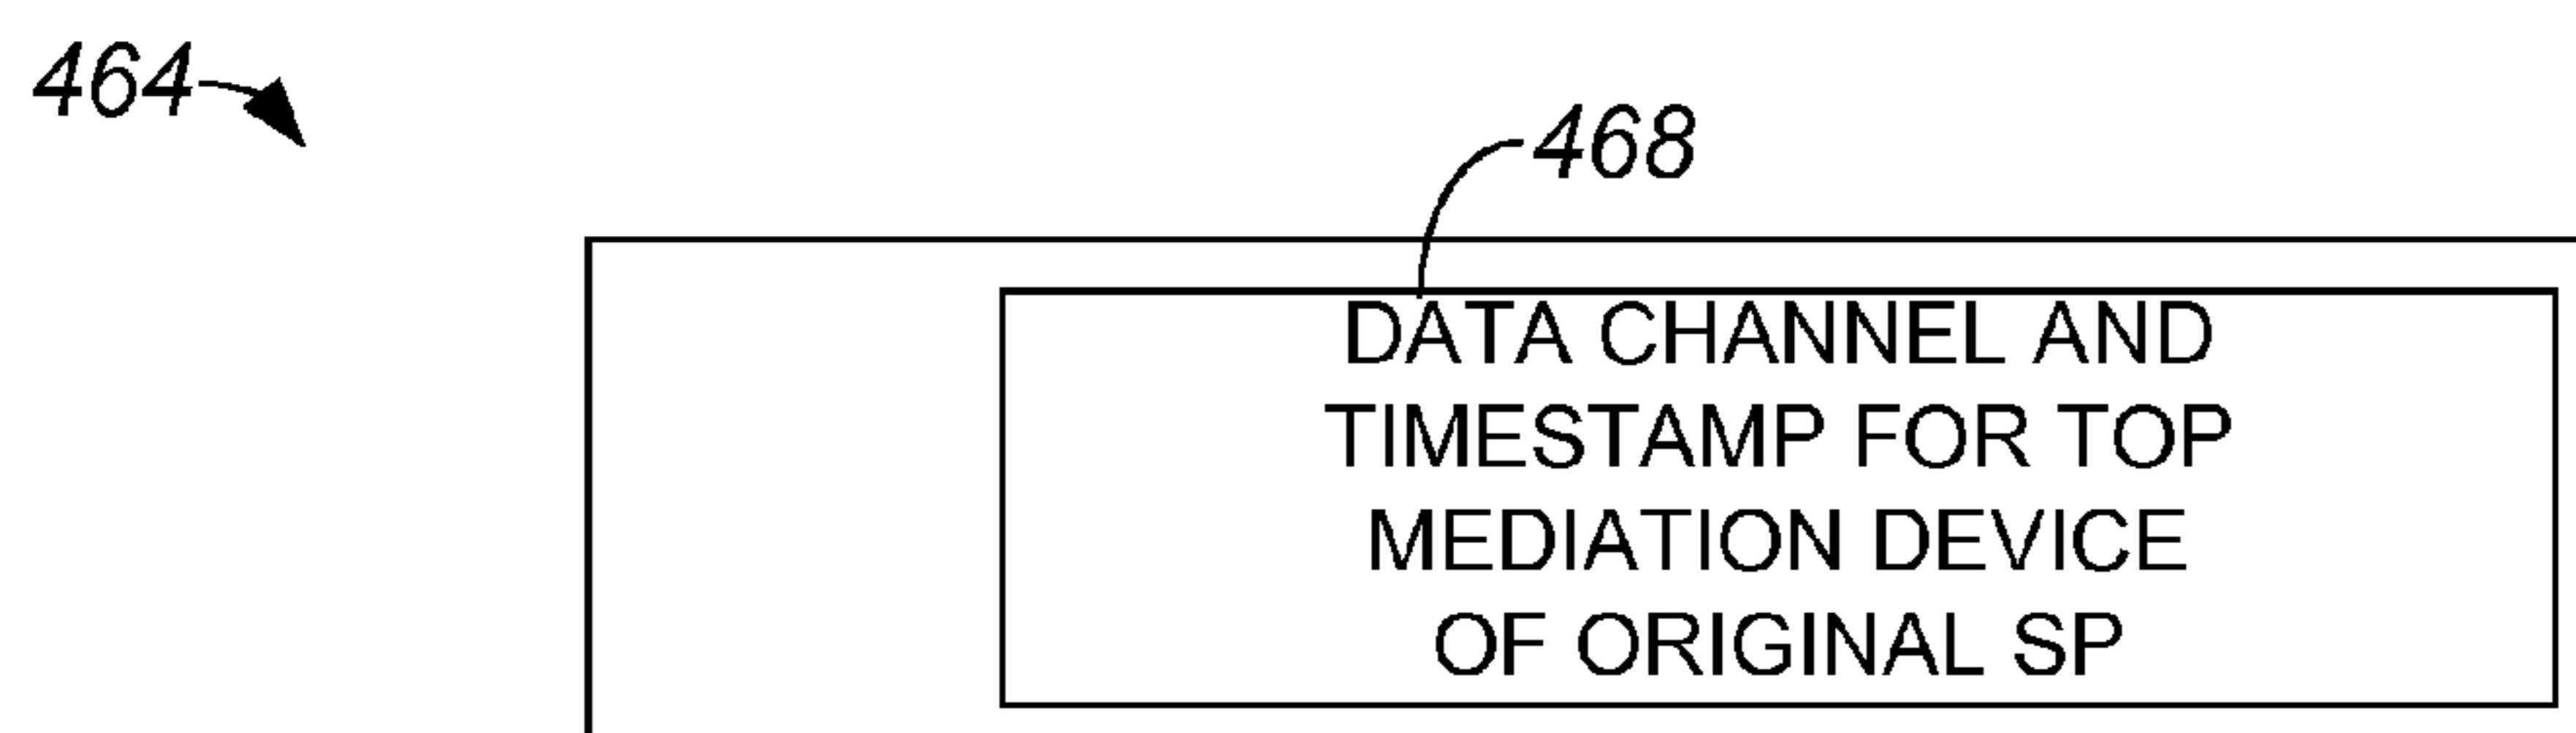 464
468
DATA CHANNEL AND
TIMESTAMP FOR TOP
MEDIATION DEVICE
OF ORIGINAL SP